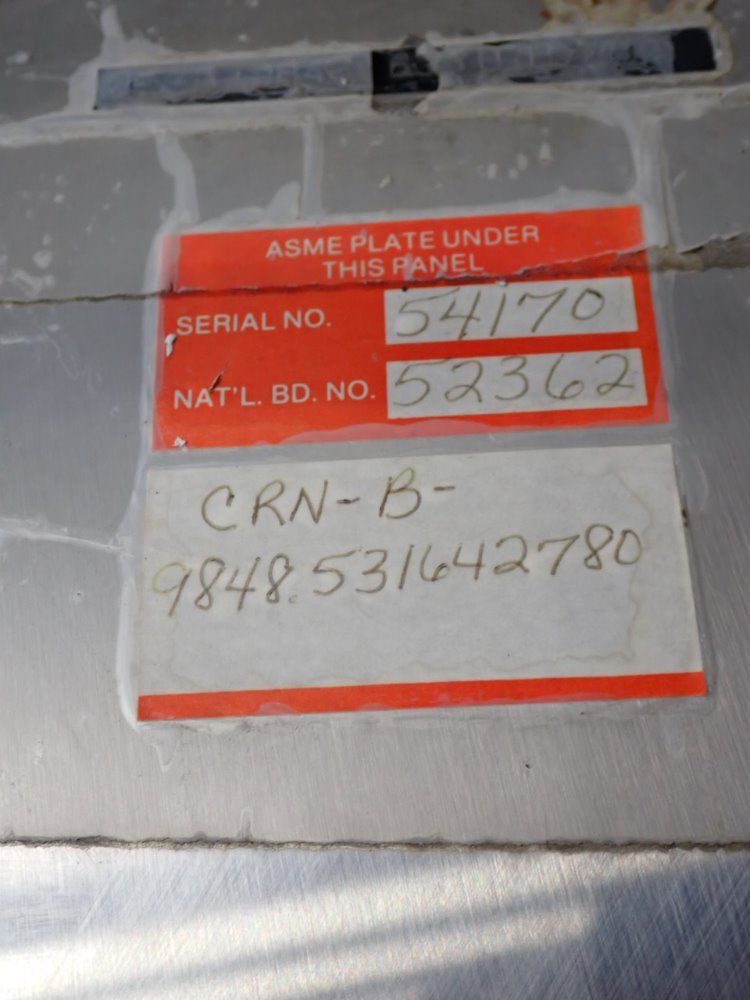 ASME PLATE UNDER
THIS PANEL
SERIAL NO. 54170
NAT'L. BD. NO. 52362
CRN-B-
9848.531642780